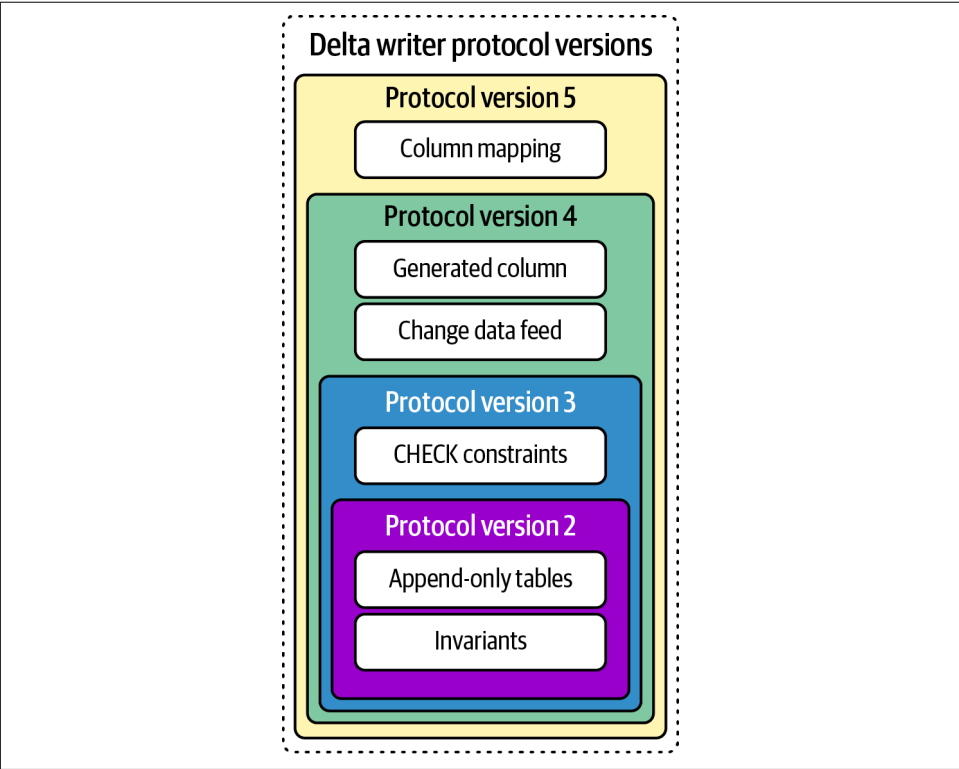 Delta writer protocol versions
Protocol version 5
Column mapping
Protocol version 4
Generated column
Change data feed
Protocol version 3
CHECK constraints
Protocol version 2
Append-only tables
Invariants